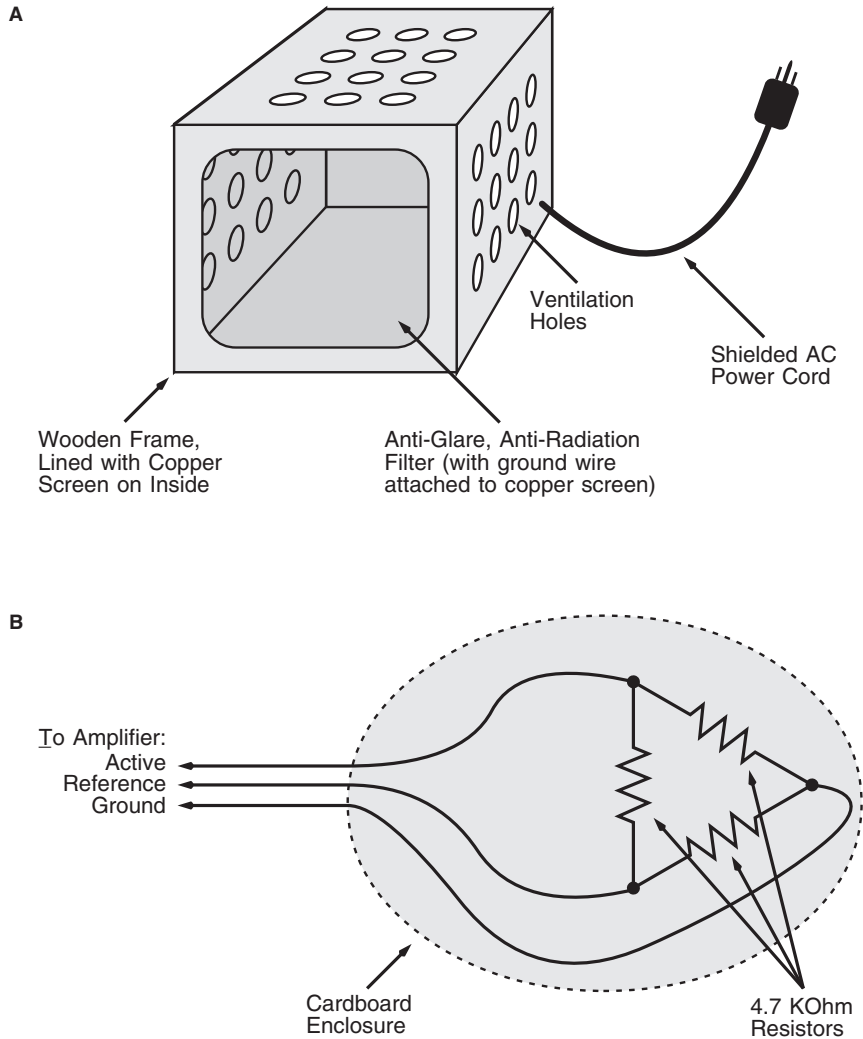 A
Ventilation
Holes
Shielded AC
Power Cord
Wooden Frame,
Lined with Copper
Screen on Inside
Anti-Glare, Anti-Radiation
Filter (with ground wire
attached to copper screen)
B
To Amplifier:
Active
Reference
Ground
Cardboard
Enclosure
4.7 KOhm
Resistors